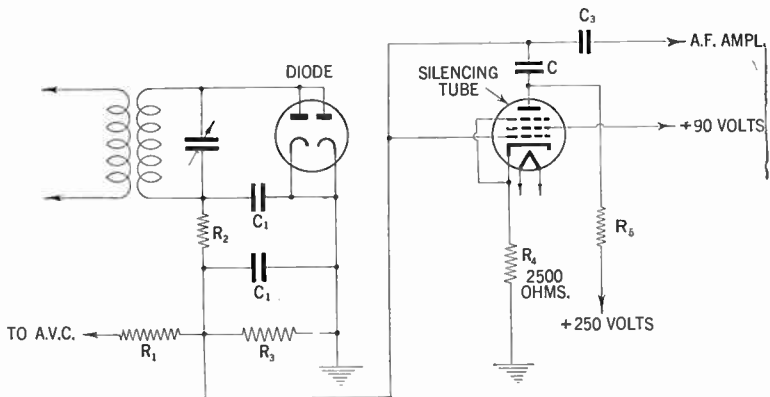 C3
A.F. AMPL.
DIODE
C
SILENCING
TUBE
+90 VOLTS
C1
R2
C1
R4
2500
OHMS.
R5
+250 VOLTS
TO A.V.C.
R1
R3